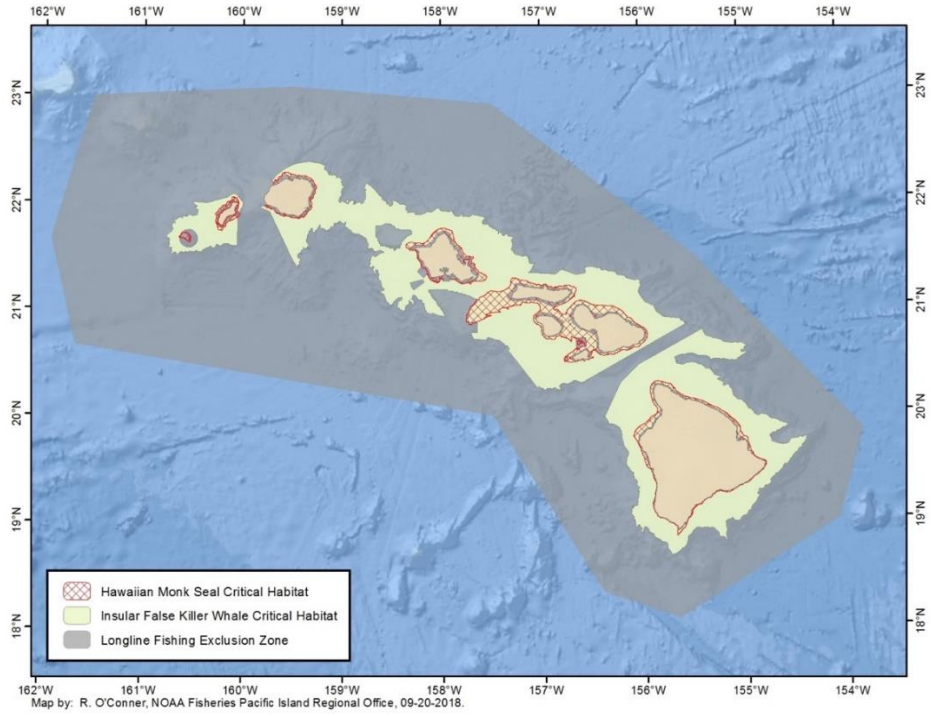 162°W 161°W 160°W 159°W 158°W 157°W 156°W 155°W 154°W
23°N 23°N
22°N 22°N
21°N 21°N
20°N 20°N
19°N 19°N
18°N 18°N
Hawaiian Monk Seal Critical Habitat
Insular False Killer Whale Critical Habitat
Longline Fishing Exclusion Zone
162°W 161°W 160°W 159°W 158°W 157°W 156°W 155°W 154°W
Map by: R. O'Conner, NOAA Fisheries Pacific Island Regional Office, 09-20-2018.